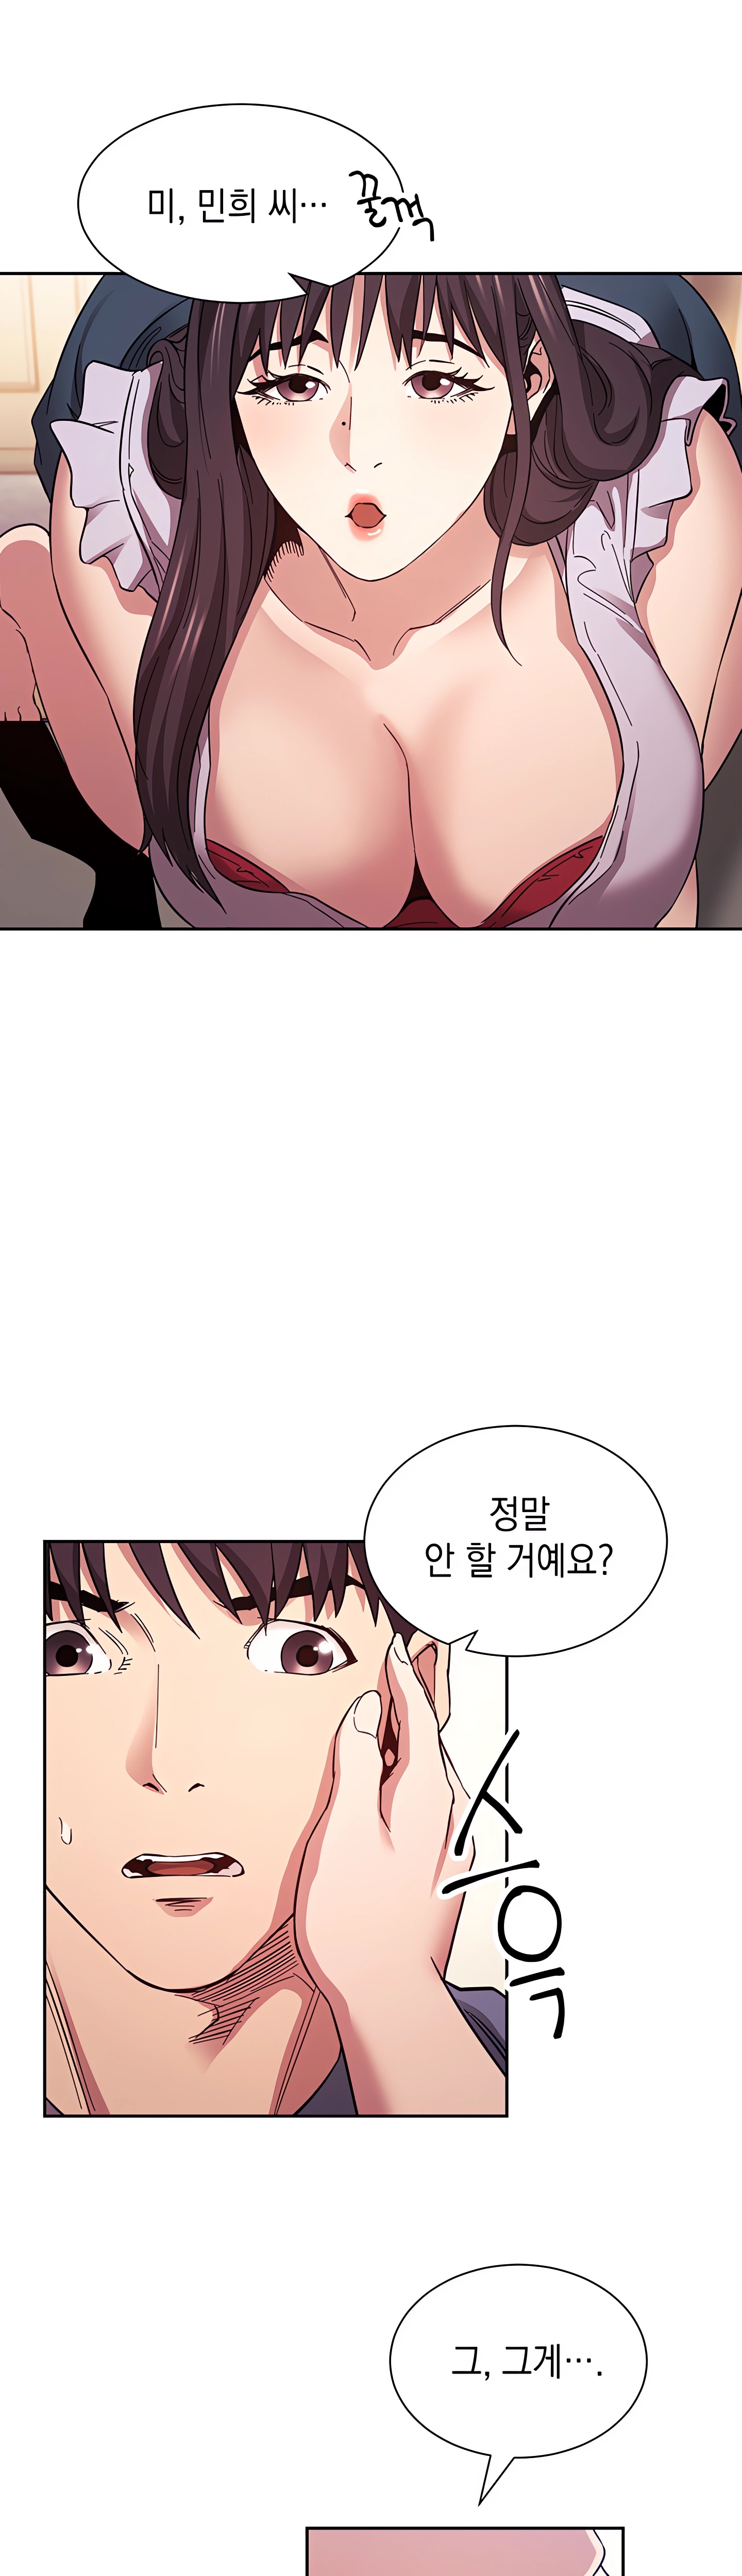 미, 민희 씨…
꿀꺽
정말
안 할 거예요?
스윽
그, 그게….